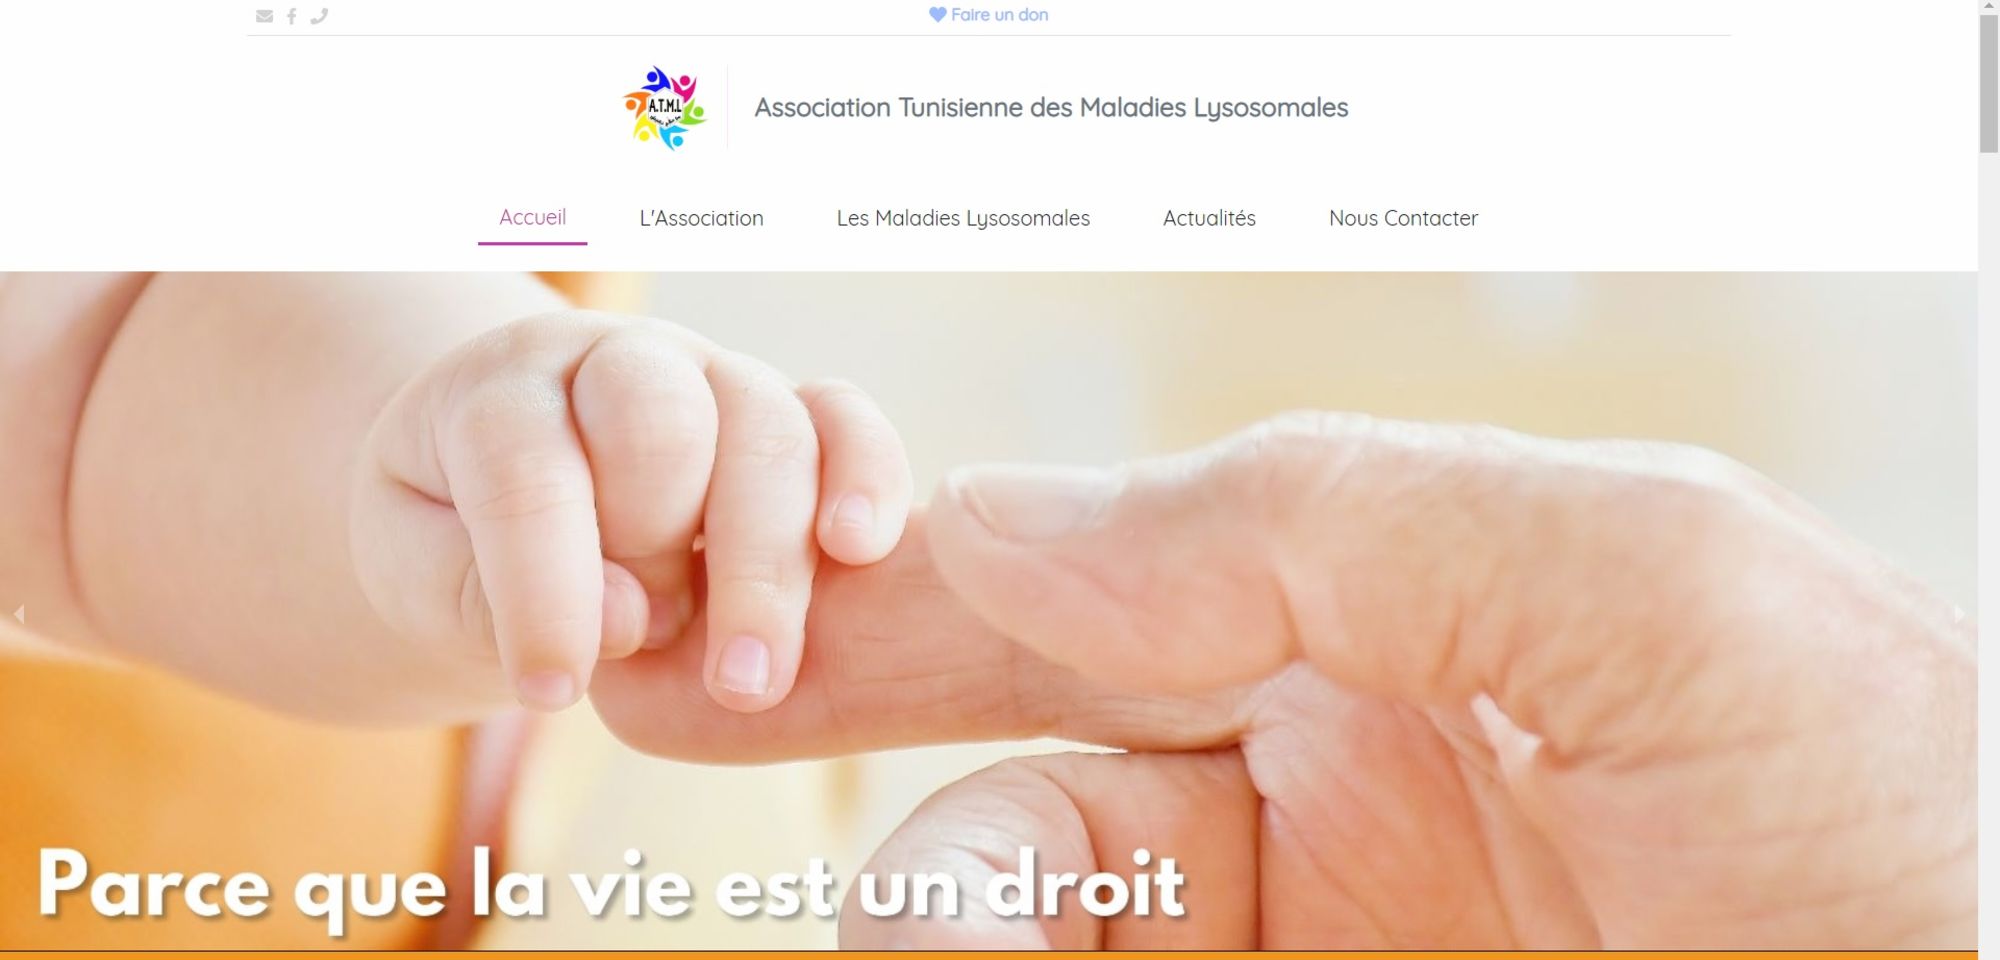 Faire un don
A.T.M.L
Association Tunisienne des Maladies Lysosomales
Accueil L'Association Les Maladies Lysosomales Actualités Nous Contacter
Parce que la vie est un droit